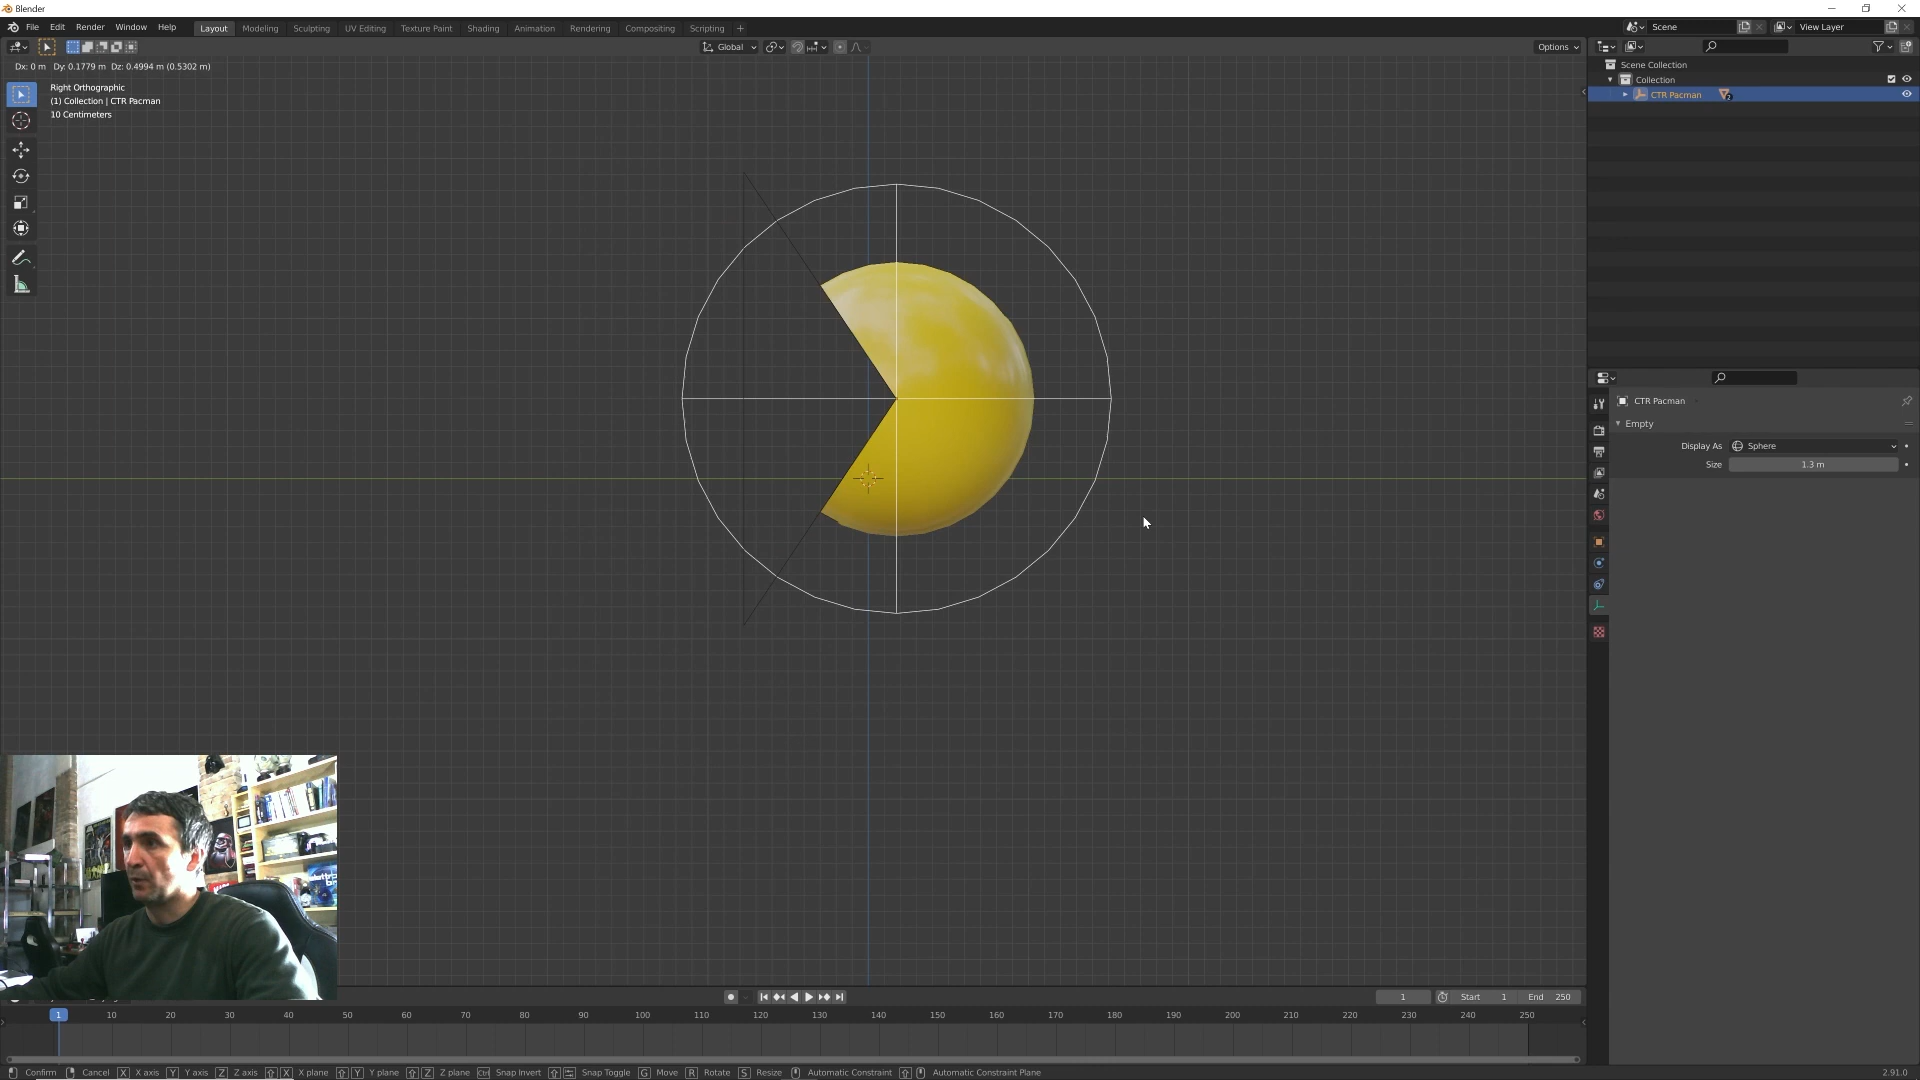 Blender
File Edit Render Window Help Layout Modeling Sculpting UV Editing Texture Paint Shading Animation Rendering Compositing Scripting + Scene View Layer
Global Options
Dx: 0 m Dy: 0.1779 m Dz: 0.4994 m (0.5302 m)
Right Orthographic
(1) Collection | CTR Pacman
10 Centimeters
Scene Collection
Collection
CTR Pacman
CTR Pacman
Empty
Display As Sphere
Size 1.3 m
1 Start 1 End 250
1 10 20 30 40 50 60 70 80 90 100 110 120 130 140 150 160 170 180 190 200 210 220 230 240 250
Confirm Cancel X X axis Y Y axis Z Z axis X X plane Y Y plane Z Z plane Ctrl Snap Invert Snap Toggle G Move R Rotate S Resize Automatic Constraint Automatic Constraint Plane 2.91.0